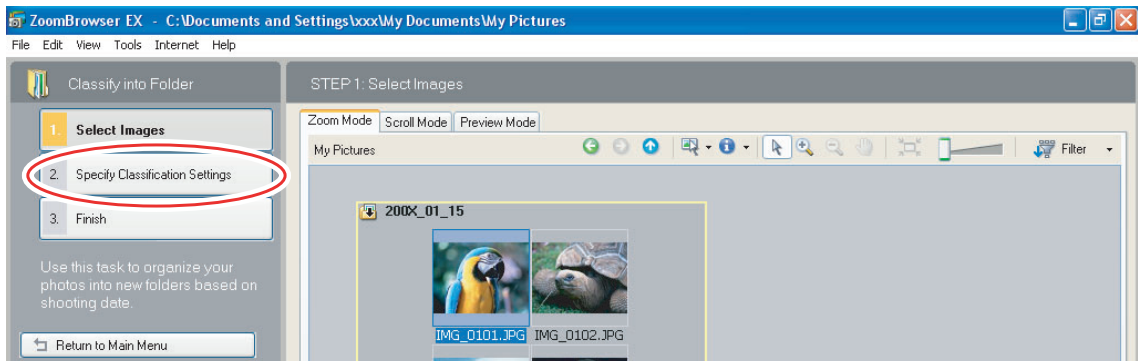 ZoomBrowser EX - C:\Documents and Settings\xxx\My Documents\My Pictures
File Edit View Tools Internet Help
Classify into Folder
STEP 1: Select Images
1. Select Images
2. Specify Classification Settings
3. Finish
Use this task to organize your
photos into new folders based on
shooting date.
Return to Main Menu
Zoom Mode Scroll Mode Preview Mode
My Pictures
Filter
200X_01_15
IMG_0101.JPG IMG_0102.JPG